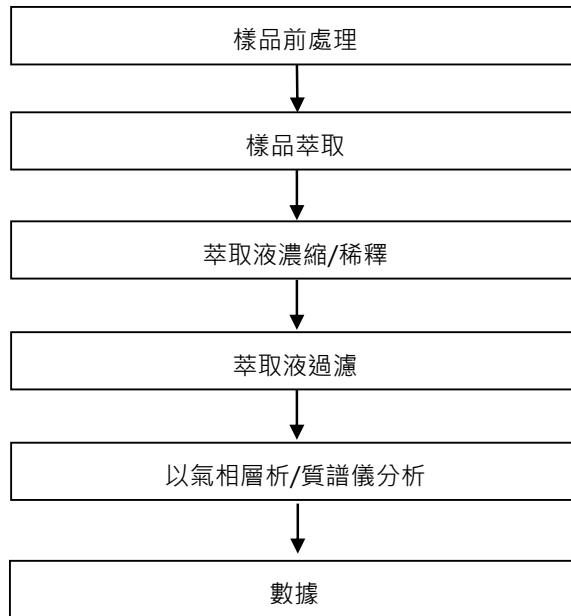 樣品前處理
樣品萃取
萃取液濃縮/稀釋
萃取液過濾
以氣相層析/質譜儀分析
數據